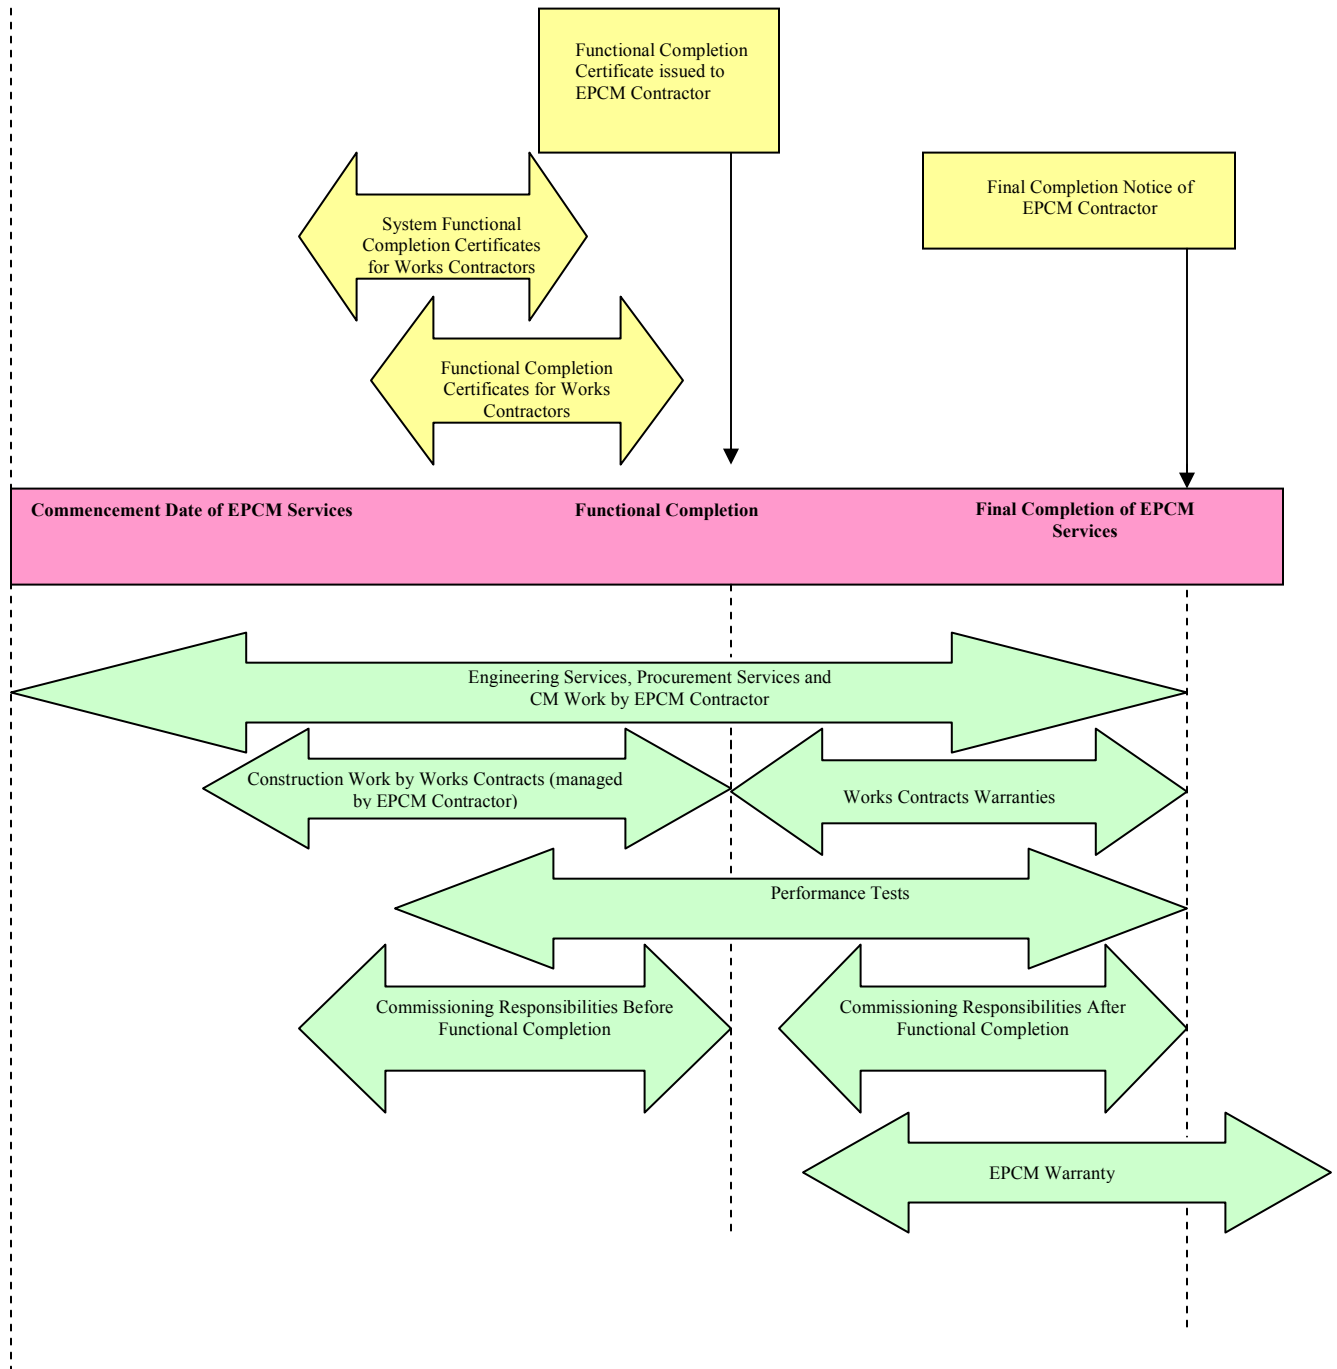 Functional Completion
Certificate issued to
EPCM Contractor
Final Completion Notice of
EPCM Contractor
System Functional
Completion Certificates
for Works Contractors
Functional Completion
Certificates for Works
Contractors
Commencement Date of EPCM Services
Functional Completion
Final Completion of EPCM
Services
Engineering Services, Procurement Services and
CM Work by EPCM Contractor
Construction Work by Works Contracts (managed
by EPCM Contractor)
Works Contracts Warranties
Performance Tests
Commissioning Responsibilities Before
Functional Completion
Commissioning Responsibilities After
Functional Completion
EPCM Warranty